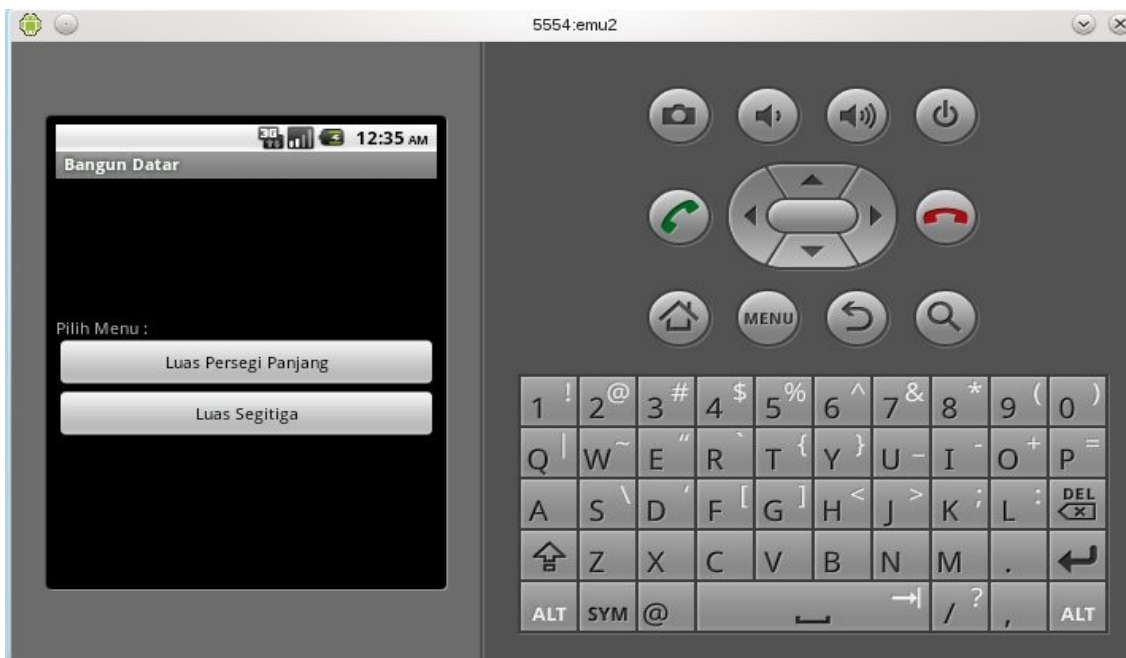 5554:emu2
3G
12:35 AM
Bangun Datar
Pilih Menu :
Luas Persegi Panjang
Luas Segitiga
MENU
1 ! 2 @ 3 # 4 $ 5 % 6 ^ 7 & 8 * 9 ( 0 )
Q | W ~ E " R ` T { Y } U _ I - O + P =
A S \ D ' F [ G ] H < J > K ; L : DEL
Z X C V B N M .
ALT SYM @ / ? , ALT